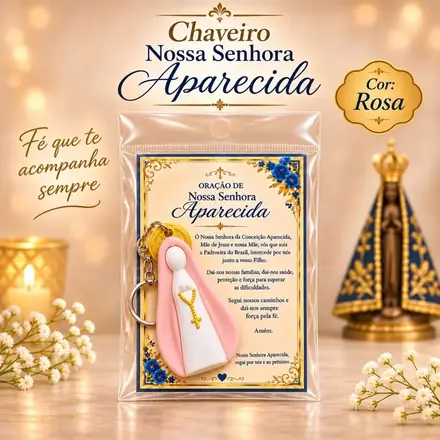 Chaveiro
Nossa Senhora
Aparecida
Cor:
Rosa
Fé que te
acompanha
sempre
ORAÇÃO DE
Nossa Senhora
Aparecida
Ó Nossa Senhora da Conceição Aparecida,
Mãe de Jesus e nossa Mãe, vós que sois
a Padroeira do Brasil, intercede por nós
junto a vosso Filho.
Dai-nos nossas famílias, dai-nos saúde,
proteção e força para superar
as dificuldades.
Segui nossos caminhos e
dai-nos sempre
força pela fé.
Amém.
Nossa Senhora Aparecida,
rogai por nós e ao próximo.